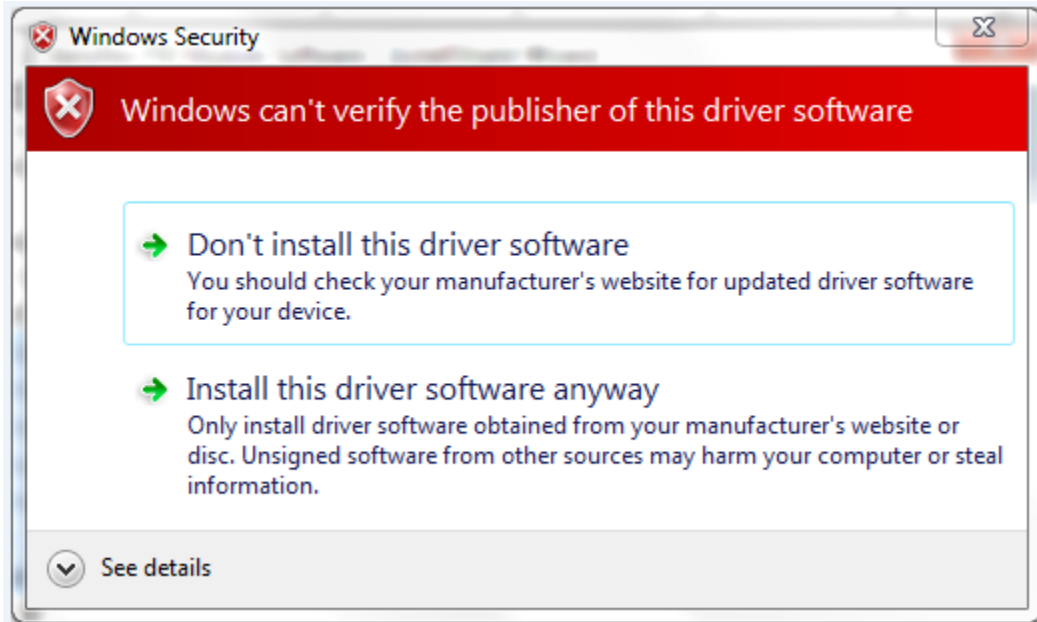 Windows Security
Windows can't verify the publisher of this driver software
Don't install this driver software
You should check your manufacturer's website for updated driver software
for your device.
Install this driver software anyway
Only install driver software obtained from your manufacturer's website or
disc. Unsigned software from other sources may harm your computer or steal
information.
See details